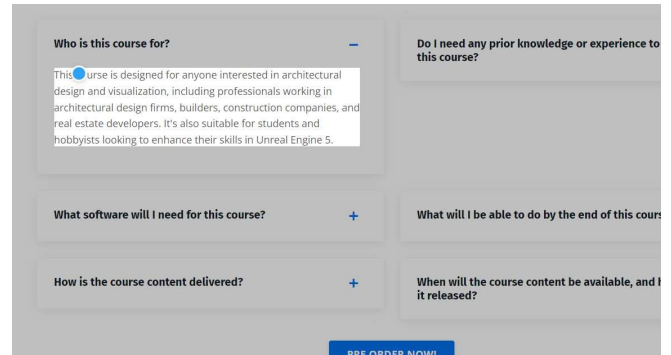 Who is this course for?
This urse is designed for anyone interested in architectural
design and visualization, including professionals working in
architectural design firms, builders, construction companies, and
real estate developers. It's also suitable for students and
hobbyists looking to enhance their skills in Unreal Engine 5.
Do I need any prior knowledge or experience to
this course?
What software will I need for this course?
What will I be able to do by the end of this cours
How is the course content delivered?
When will the course content be available, and h
it released?
PRE ORDER NOW!